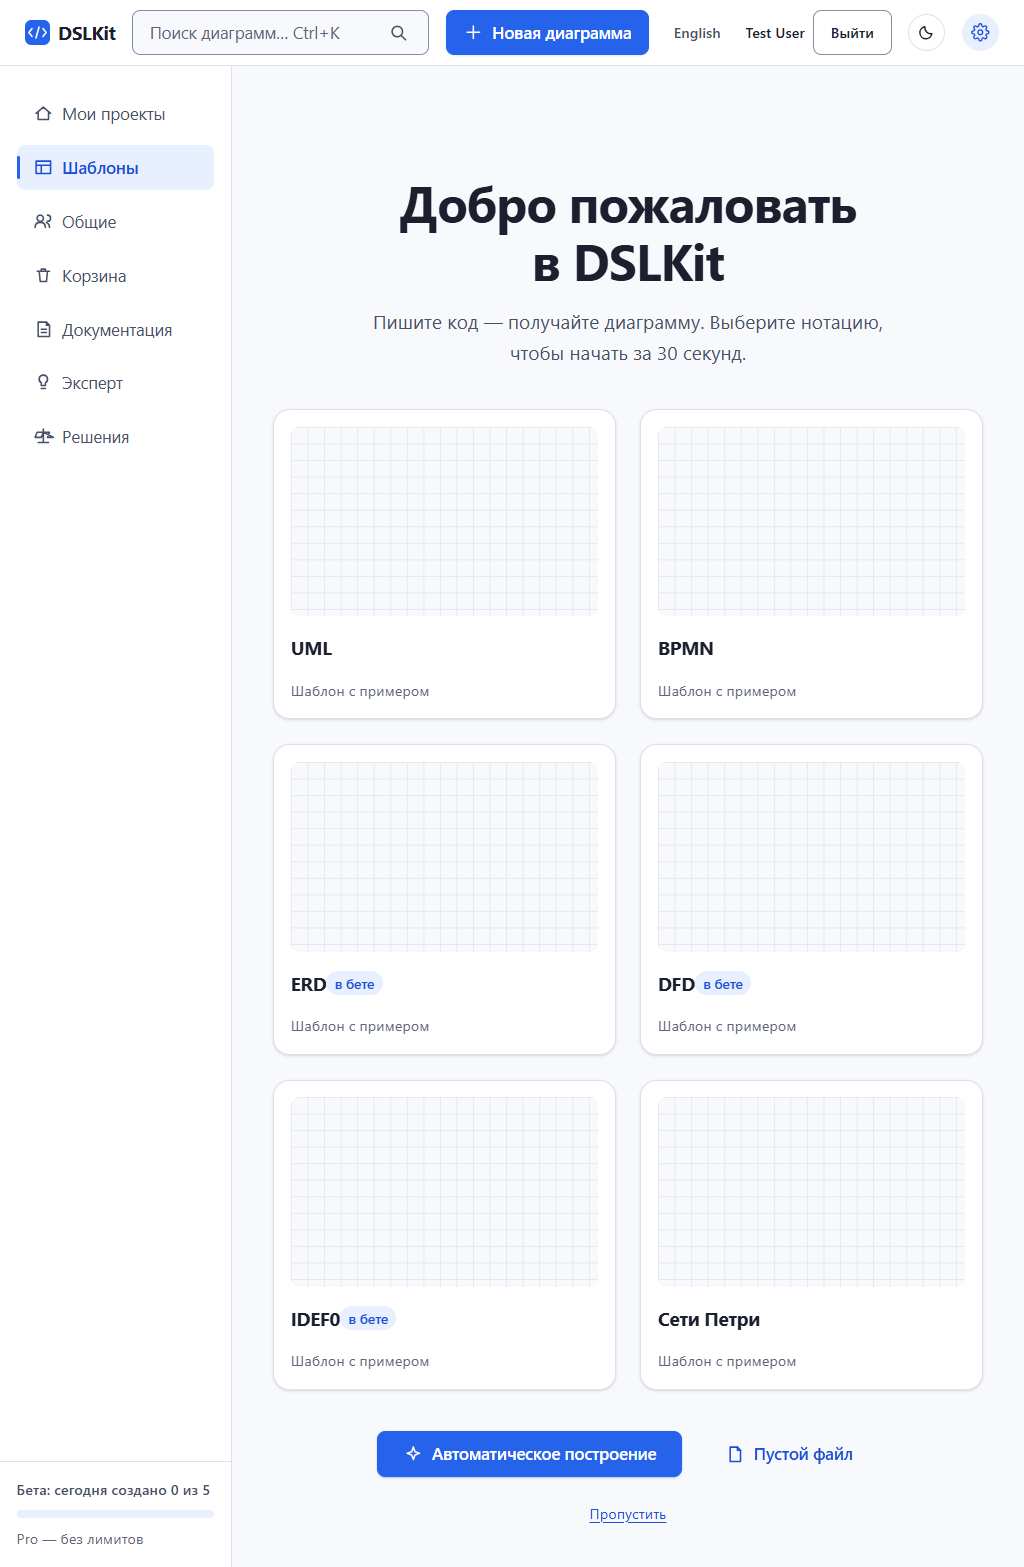 DSLKit
Поиск диаграмм... Ctrl+K
Новая диаграмма
English
Test User
Выйти
Мои проекты
Шаблоны
Общие
Корзина
Документация
Эксперт
Решения
Добро пожаловать
в DSLKit
Пишите код — получайте диаграмму. Выберите нотацию,
чтобы начать за 30 секунд.
UML
Шаблон с примером
BPMN
Шаблон с примером
ERD в бете
Шаблон с примером
DFD в бете
Шаблон с примером
IDEF0 в бете
Шаблон с примером
Сети Петри
Шаблон с примером
Автоматическое построение
Пустой файл
Пропустить
Бета: сегодня создано 0 из 5
Pro — без лимитов